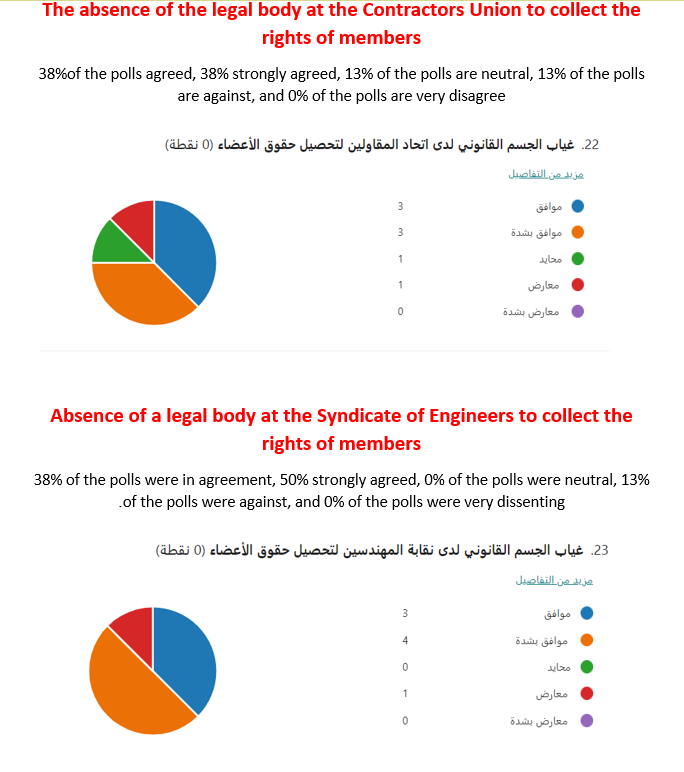 The absence of the legal body at the Contractors Union to collect the
rights of members
38%of the polls agreed, 38% strongly agreed, 13% of the polls are neutral, 13% of the polls
are against, and 0% of the polls are very disagree
22. غياب الجسم القانوني لدى اتحاد المقاولين لتحصيل حقوق الأعضاء (0 نقطة)
مزيد من التفاصيل
موافق 3
موافق بشدة 3
محايد 1
معارض 1
معارض بشدة 0
Absence of a legal body at the Syndicate of Engineers to collect the
rights of members
38% of the polls were in agreement, 50% strongly agreed, 0% of the polls were neutral, 13%
.of the polls were against, and 0% of the polls were very dissenting
23. غياب الجسم القانوني لدى نقابة المهندسين لتحصيل حقوق الأعضاء (0 نقطة)
مزيد من التفاصيل
موافق 3
موافق بشدة 4
محايد 0
معارض 1
معارض بشدة 0